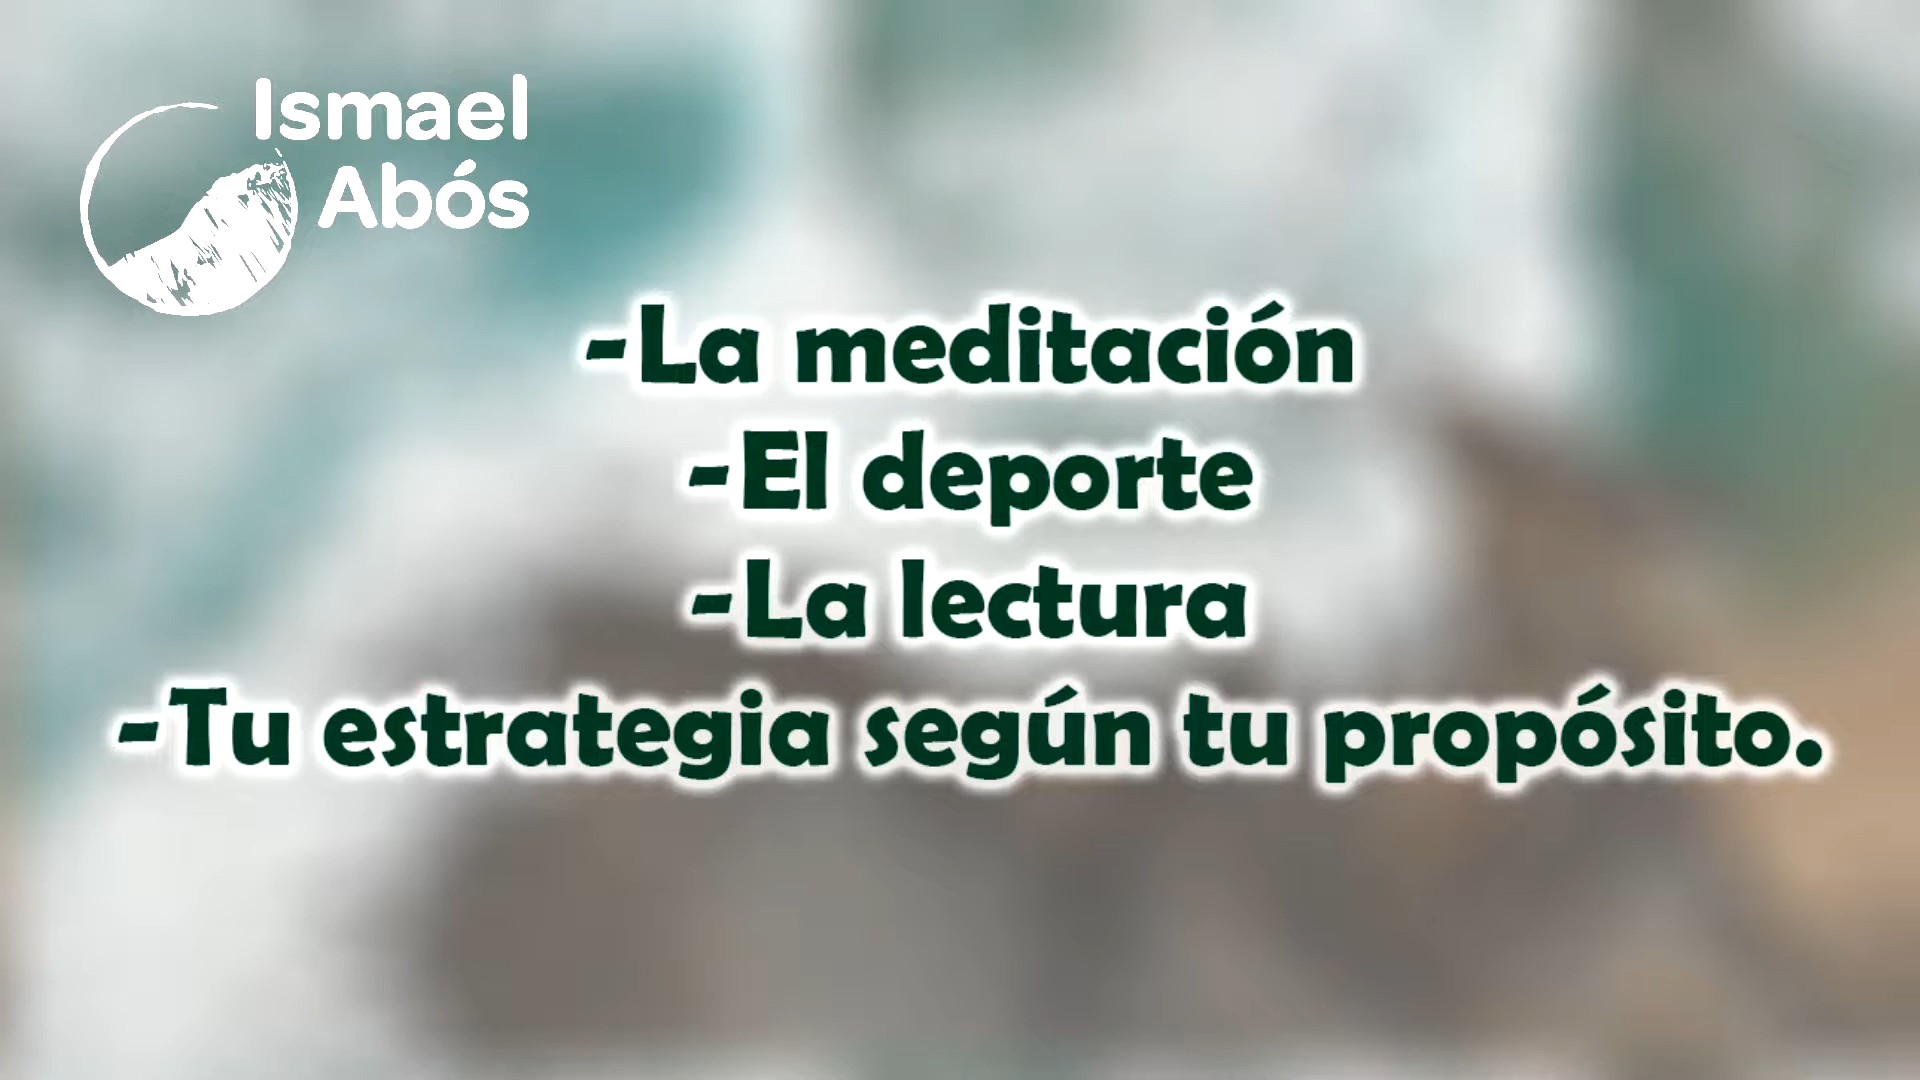 Ismael
Abós
-La meditación
-El deporte
-La lectura
-Tu estrategia según tu propósito.